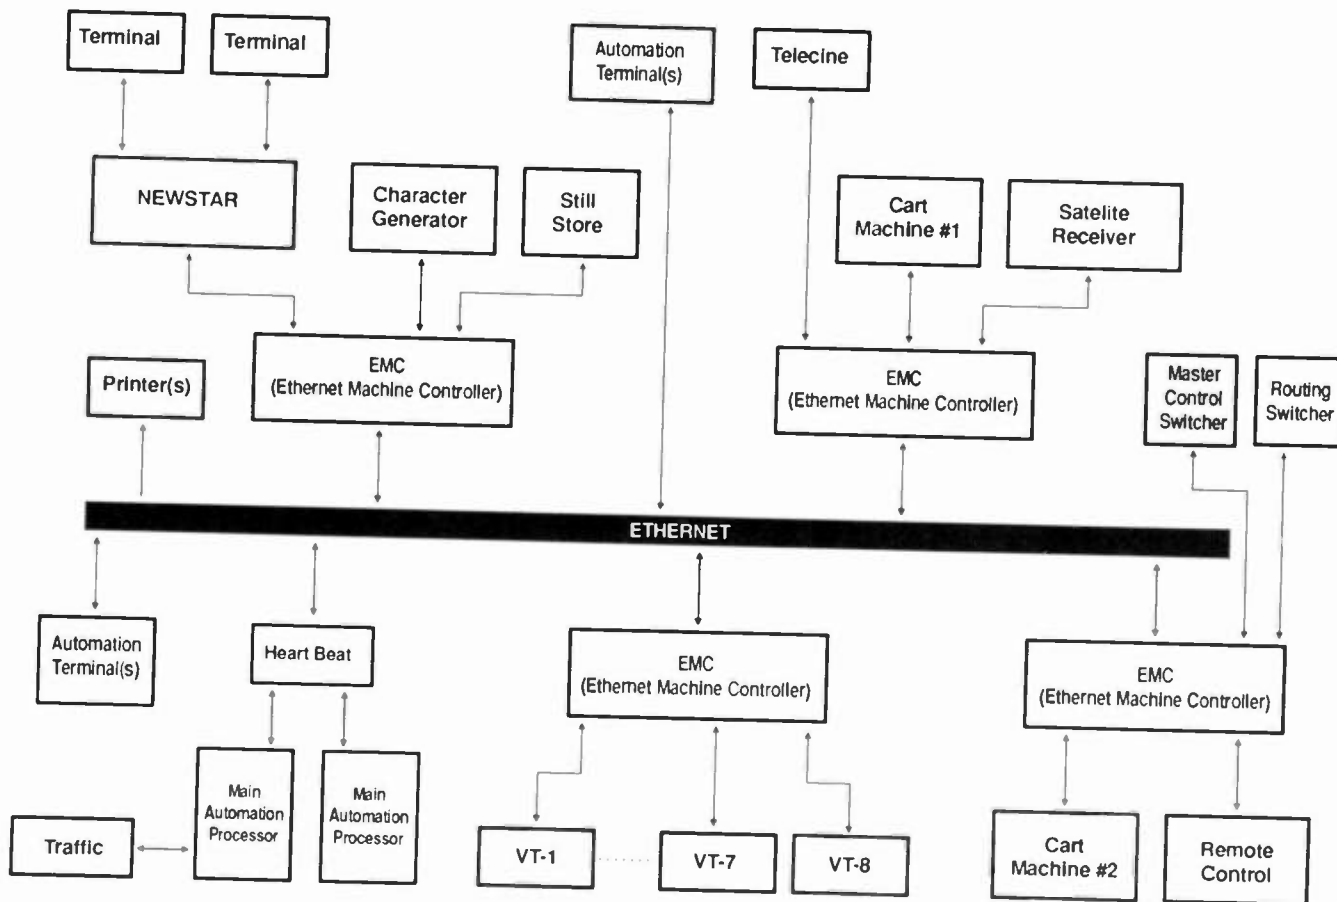 Terminal
Terminal
Automation
Terminal(s)
Telecine
NEWSTAR
Character
Generator
Still
Store
Cart
Machine #1
Satelite
Receiver
Printer(s)
EMC
(Ethernet Machine Controller)
EMC
(Ethernet Machine Controller)
Master
Control
Switcher
Routing
Switcher
ETHERNET
Automation
Terminal(s)
Heart Beat
EMC
(Ethernet Machine Controller)
EMC
(Ethernet Machine Controller)
Main
Automation
Processor
Main
Automation
Processor
Traffic
VT-1
VT-7
VT-8
Cart
Machine #2
Remote
Control